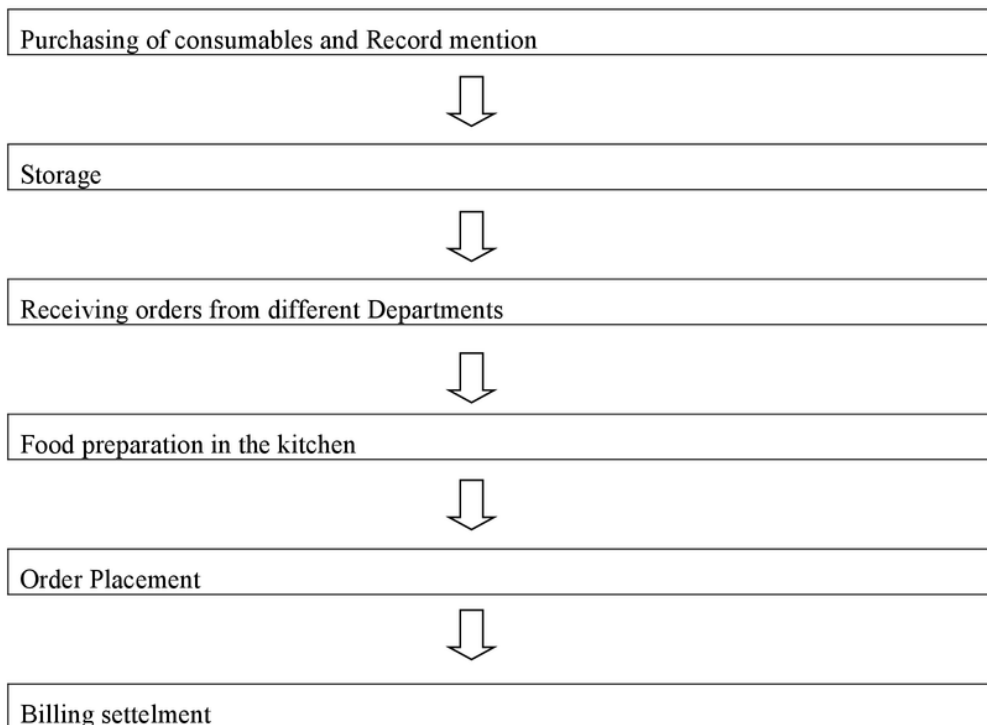 Purchasing of consumables and Record mention
Storage
Receiving orders from different Departments
Food preparation in the kitchen
Order Placement
Billing settelment